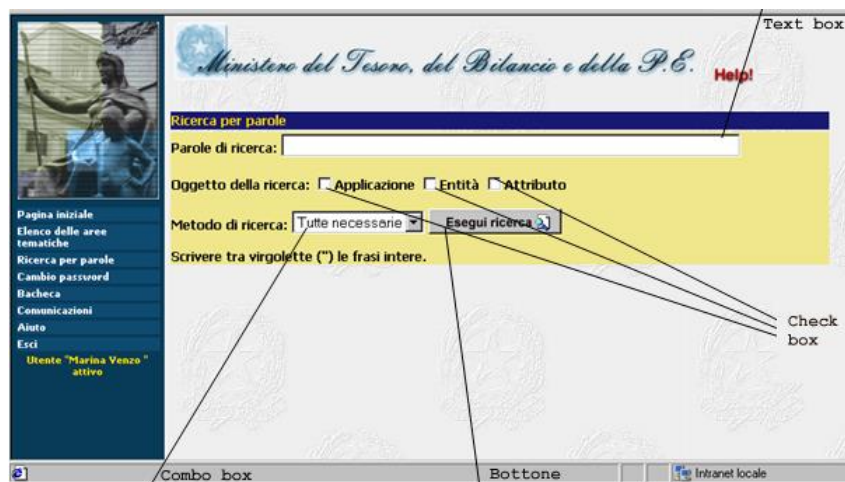 Text box
Ministero del Tesoro, del Bilancio e della P.E.
Help!
Ricerca per parole
Parole di ricerca:
Oggetto della ricerca: Applicazione Entità Attributo
Metodo di ricerca: Tutte necessarie Esegui ricerca
Scrivere tra virgolette (") le frasi intere.
Pagina iniziale
Elenco delle aree
tematiche
Ricerca per parole
Cambio password
Bacheca
Comunicazioni
Aiuto
Esci
Utente "Marina Venzo "
attivo
Check
box
Combo box
Bottone
Intranet locale